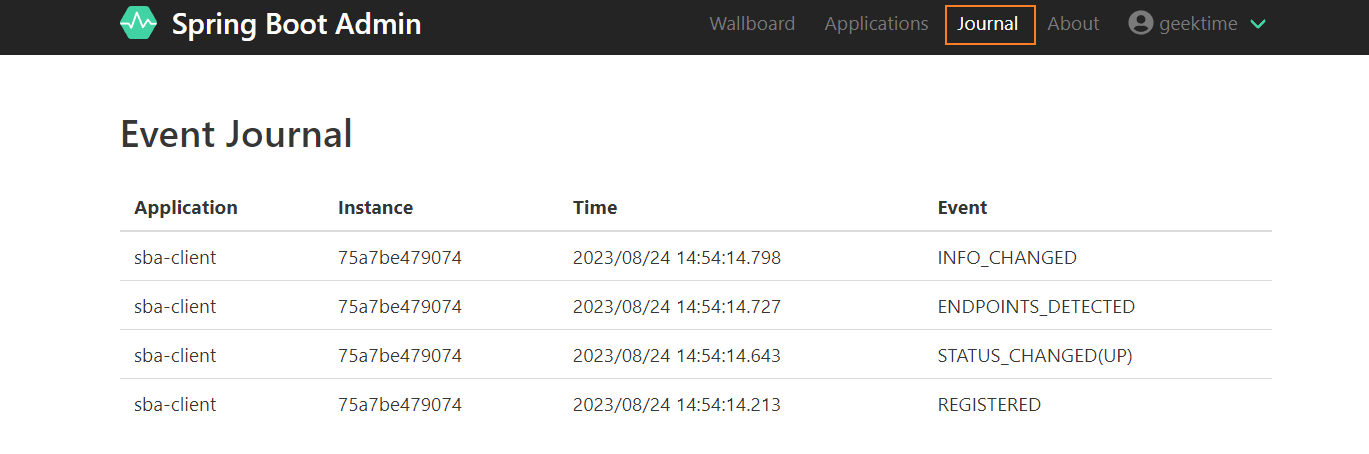 Spring Boot Admin Wallboard Applications Journal About geektime
Event Journal
Application Instance Time Event
sba-client 75a7be479074 2023/08/24 14:54:14.798 INFO_CHANGED
sba-client 75a7be479074 2023/08/24 14:54:14.727 ENDPOINTS_DETECTED
sba-client 75a7be479074 2023/08/24 14:54:14.643 STATUS_CHANGED(UP)
sba-client 75a7be479074 2023/08/24 14:54:14.213 REGISTERED